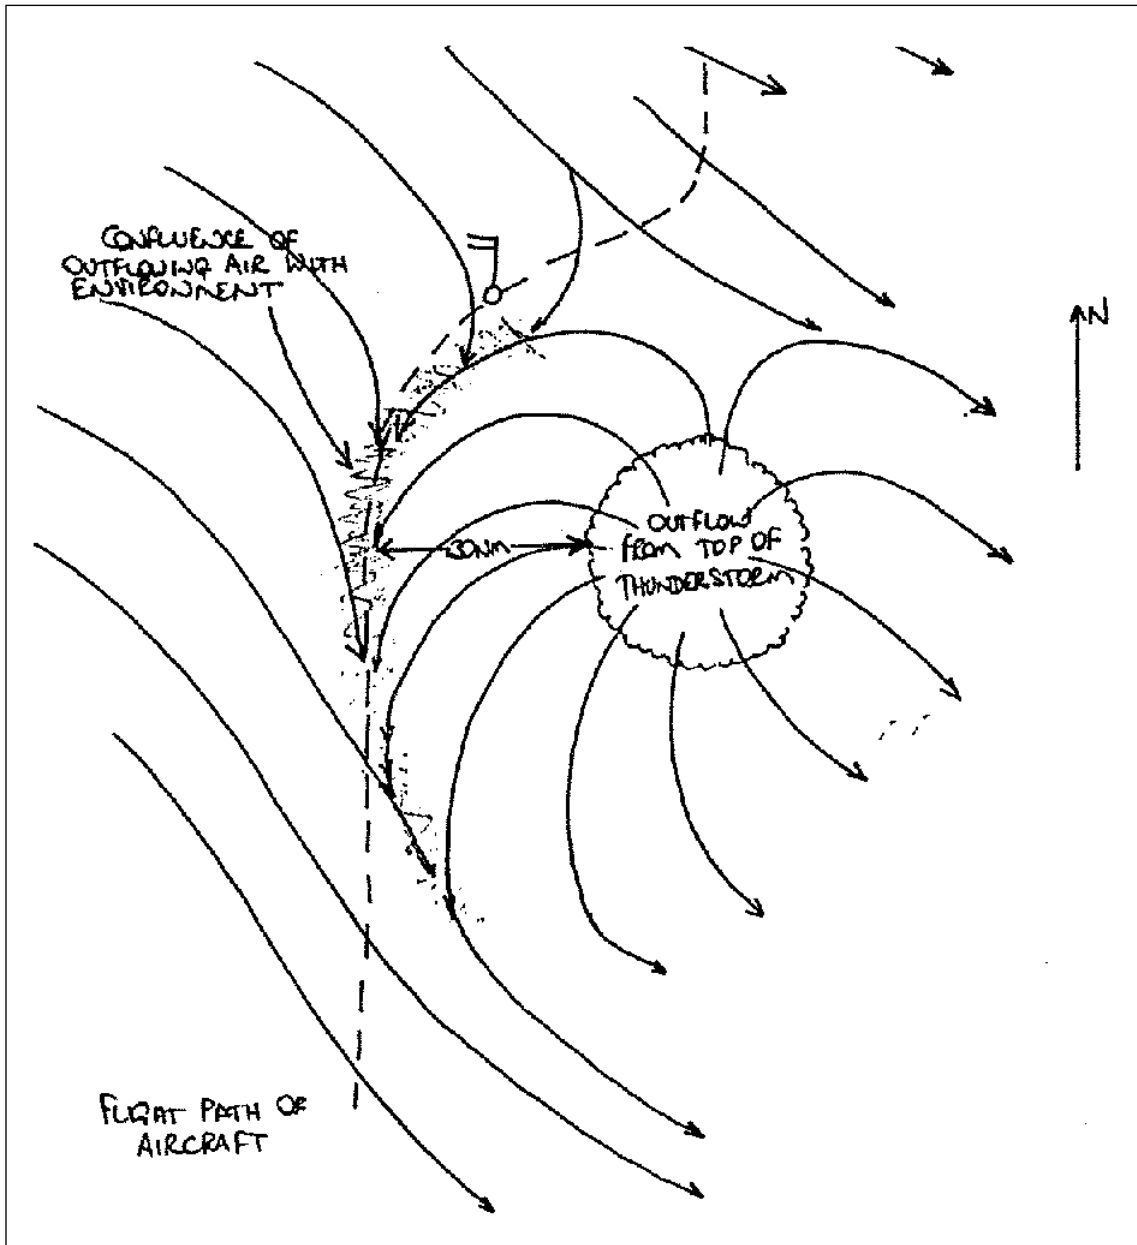 CONFLUENCE OF
OUTFLOWING AIR WITH
ENVIRONMENT
N
30NM
OUTFLOW
FROM TOP OF
THUNDERSTORM
FLIGHT PATH OF
AIRCRAFT